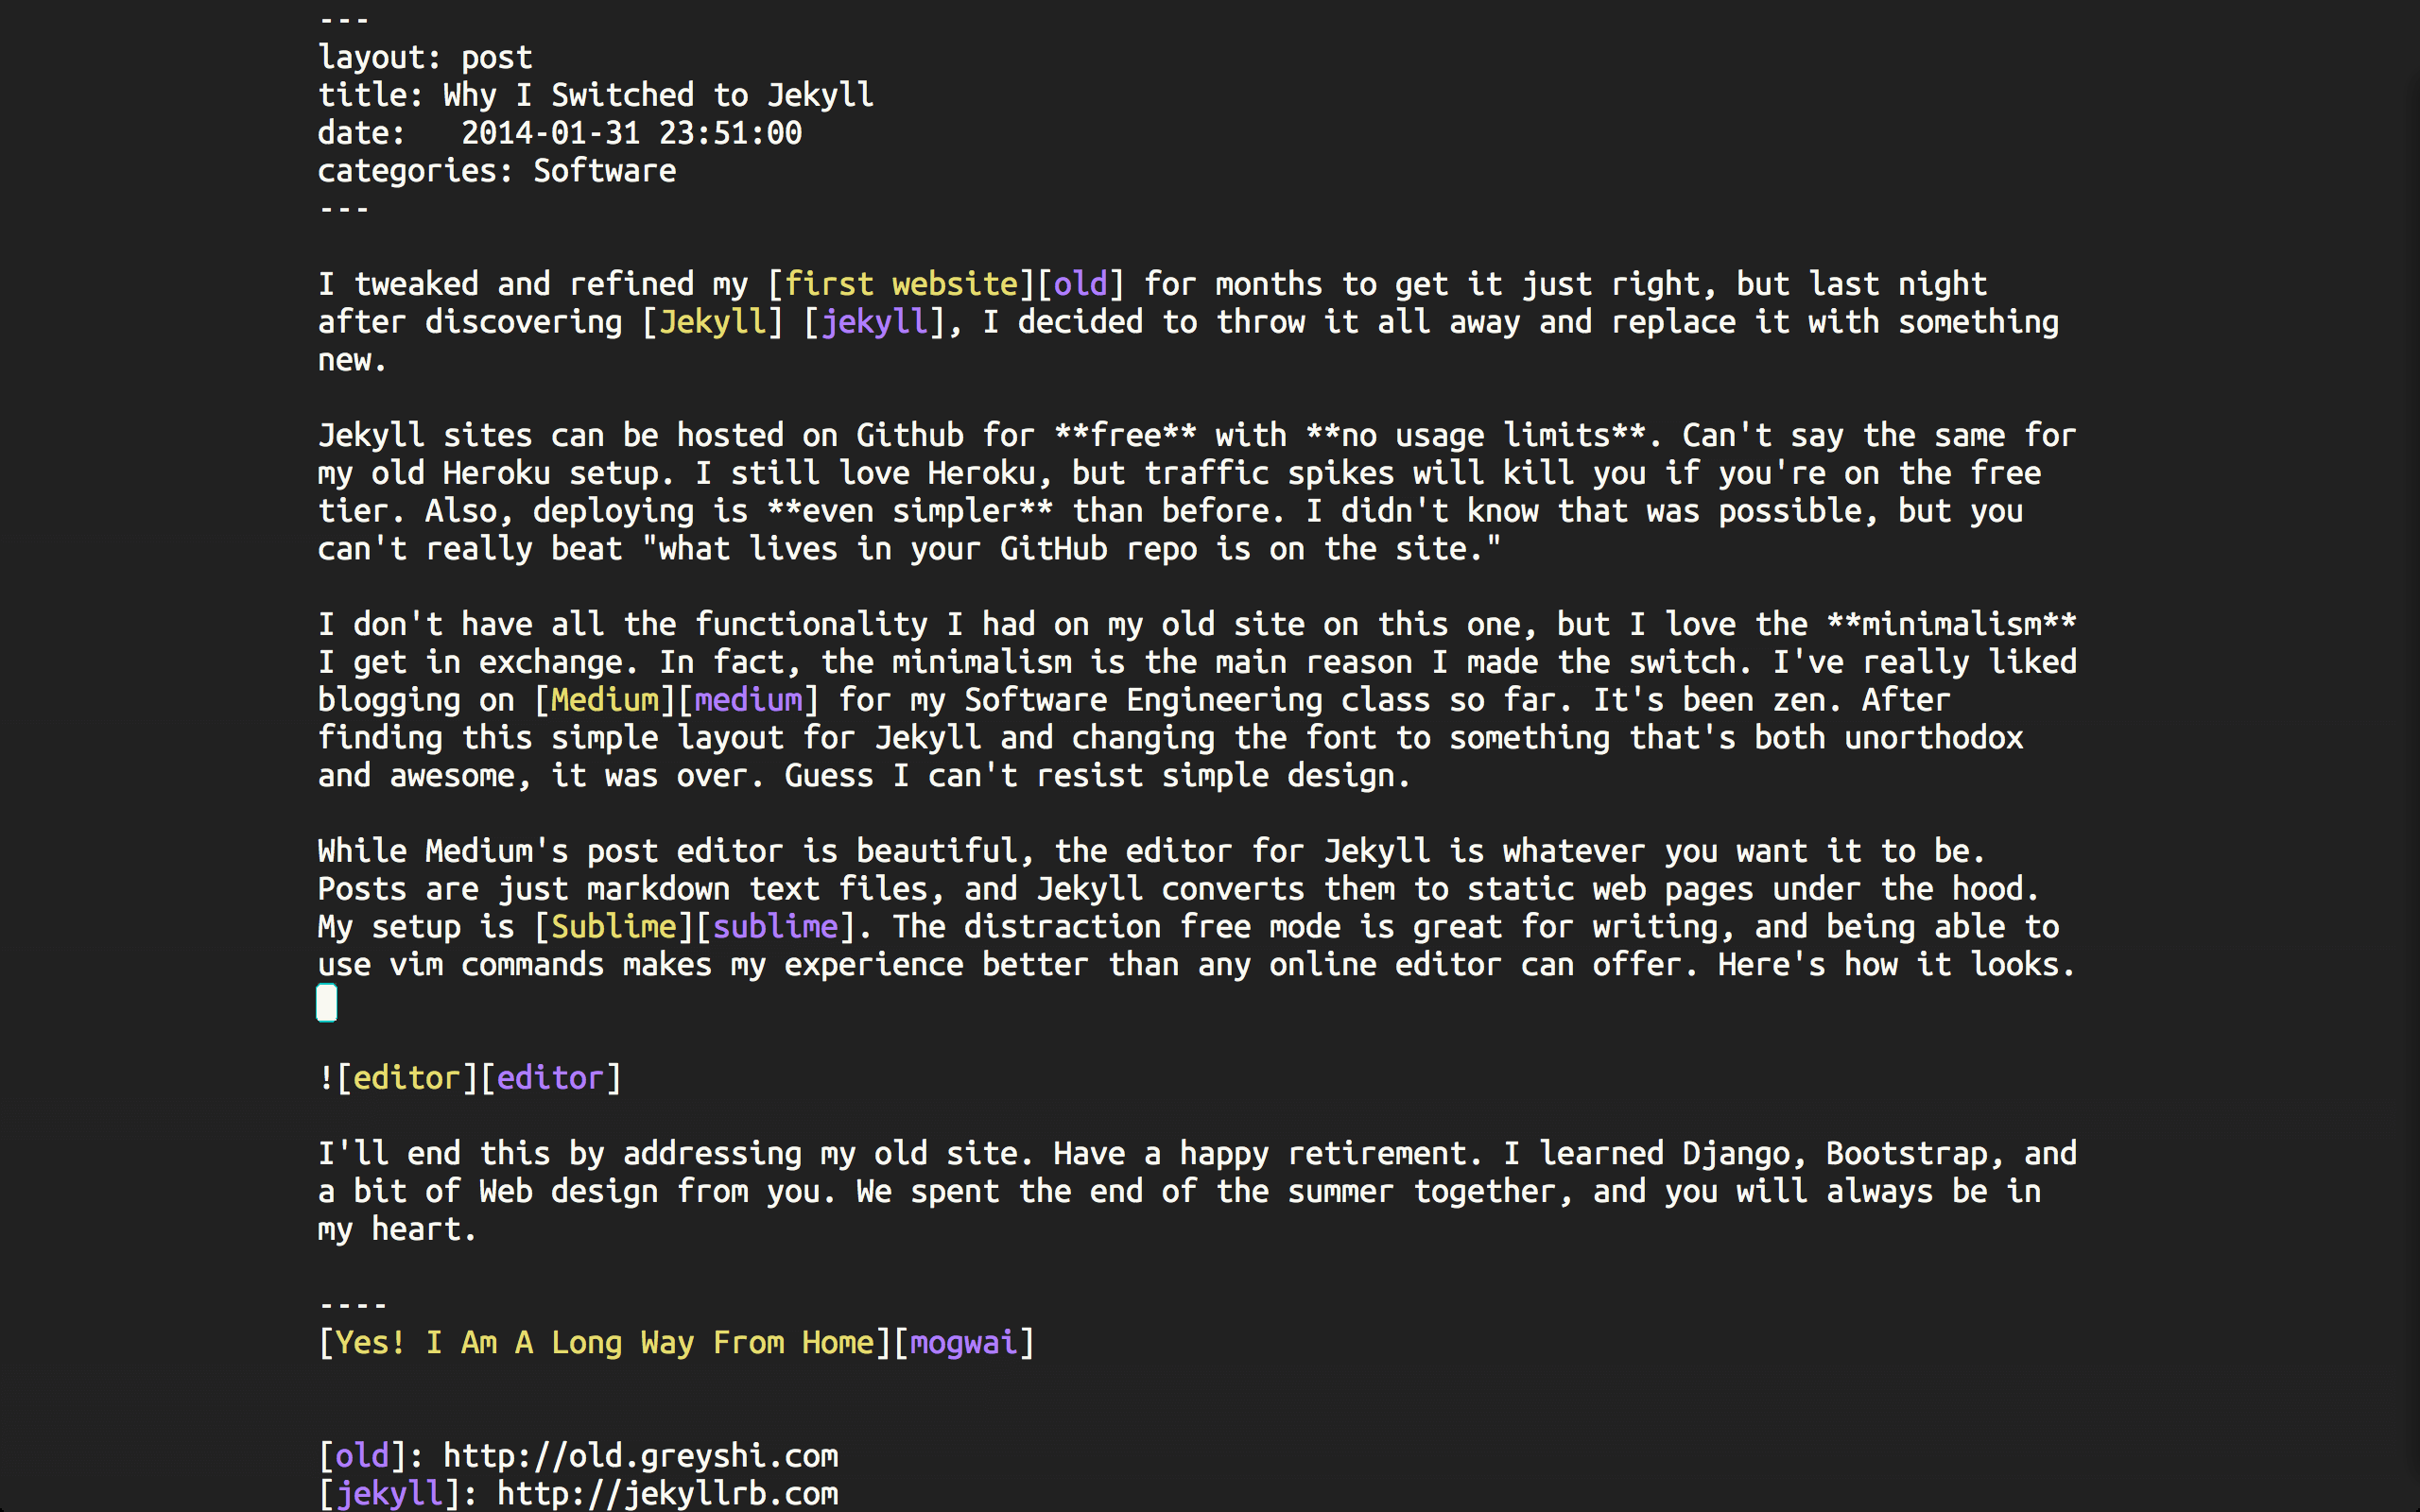 ---
layout: post
title: Why I Switched to Jekyll
date:   2014-01-31 23:51:00
categories: Software
---
I tweaked and refined my [first website][old] for months to get it just right, but last night
after discovering [Jekyll] [jekyll], I decided to throw it all away and replace it with something
new.
Jekyll sites can be hosted on Github for **free** with **no usage limits**. Can't say the same for
my old Heroku setup. I still love Heroku, but traffic spikes will kill you if you're on the free
tier. Also, deploying is **even simpler** than before. I didn't know that was possible, but you
can't really beat "what lives in your GitHub repo is on the site."
I don't have all the functionality I had on my old site on this one, but I love the **minimalism**
I get in exchange. In fact, the minimalism is the main reason I made the switch. I've really liked
blogging on [Medium][medium] for my Software Engineering class so far. It's been zen. After
finding this simple layout for Jekyll and changing the font to something that's both unorthodox
and awesome, it was over. Guess I can't resist simple design.
While Medium's post editor is beautiful, the editor for Jekyll is whatever you want it to be.
Posts are just markdown text files, and Jekyll converts them to static web pages under the hood.
My setup is [Sublime][sublime]. The distraction free mode is great for writing, and being able to
use vim commands makes my experience better than any online editor can offer. Here's how it looks.
![editor][editor]
I'll end this by addressing my old site. Have a happy retirement. I learned Django, Bootstrap, and
a bit of Web design from you. We spent the end of the summer together, and you will always be in
my heart.
----
[Yes! I Am A Long Way From Home][mogwai]
[old]: http://old.greyshi.com
[jekyll]: http://jekyllrb.com